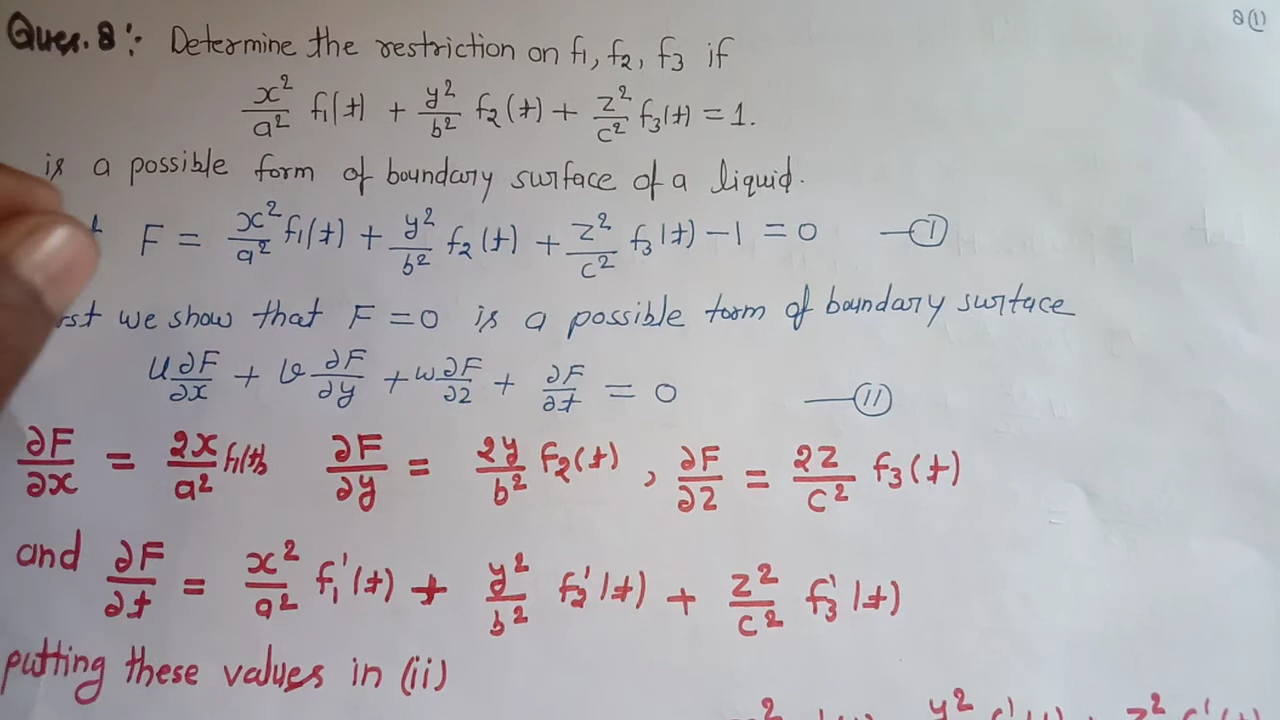 8(1)
Ques. 8:- Determine the restriction on f1, f2, f3 if
x²/a² f1(t) + y²/b² f2(t) + z²/c² f3(t) = 1.
is a possible form of boundary surface of a liquid.
F = x²/a² f1(t) + y²/b² f2(t) + z²/c² f3(t) - 1 = 0 — (I)
we show that F = 0 is a possible form of boundary surface
u ∂F/∂x + v ∂F/∂y + w ∂F/∂z + ∂F/∂t = 0 — (II)
∂F/∂x = 2x/a² f1(t) ∂F/∂y = 2y/b² f2(t), ∂F/∂z = 2z/c² f3(t)
and ∂F/∂t = x²/a² f1'(t) + y²/b² f2'(t) + z²/c² f3'(t)
putting these values in (ii)